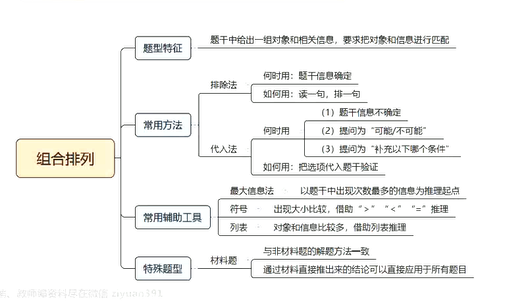 组合排列
题型特征
题干中给出一组对象和相关信息，要求把对象和信息进行匹配
常用方法
排除法
何时用：题干信息确定
如何用：读一句，排一句
代入法
何时用
（1）题干信息不确定
（2）提问为“可能/不可能”
（3）提问为“补充以下哪个条件”
如何用：把选项代入题干验证
常用辅助工具
最大信息法 · 以题干中出现次数最多的信息为推理起点
符号 · 出现大小比较，借助“>”“<”“=”推理
列表 · 对象和信息比较多，借助列表推理
特殊题型
材料题
与非材料题的解题方法一致
通过材料直接推出来的结论可以直接应用于所有题目